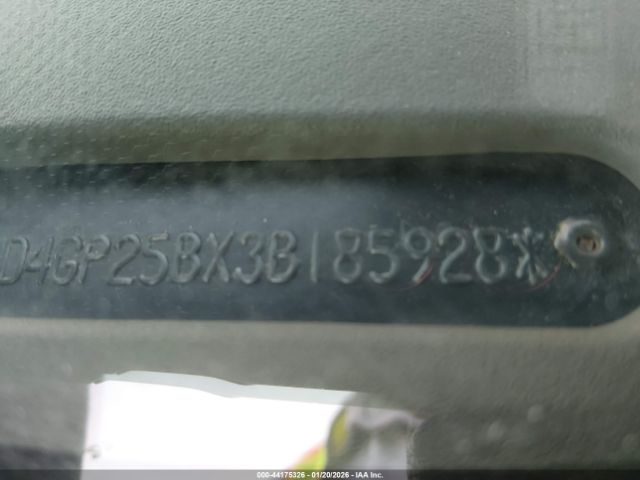 D4GP25BX3B185928*
000-44175326 - 01/20/2026 - IAA Inc.